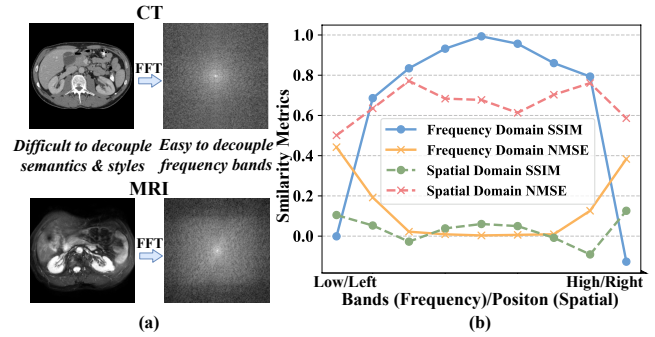 CT
FFT
Difficult to decouple
semantics & styles
Easy to decouple
frequency bands
MRI
FFT
(a)
Smilarity Metrics
1.0
0.8
0.6
0.4
0.2
0.0
Frequency Domain SSIM
Frequency Domain NMSE
Spatial Domain SSIM
Spatial Domain NMSE
Low/Left
High/Right
Bands (Frequency)/Positon (Spatial)
(b)